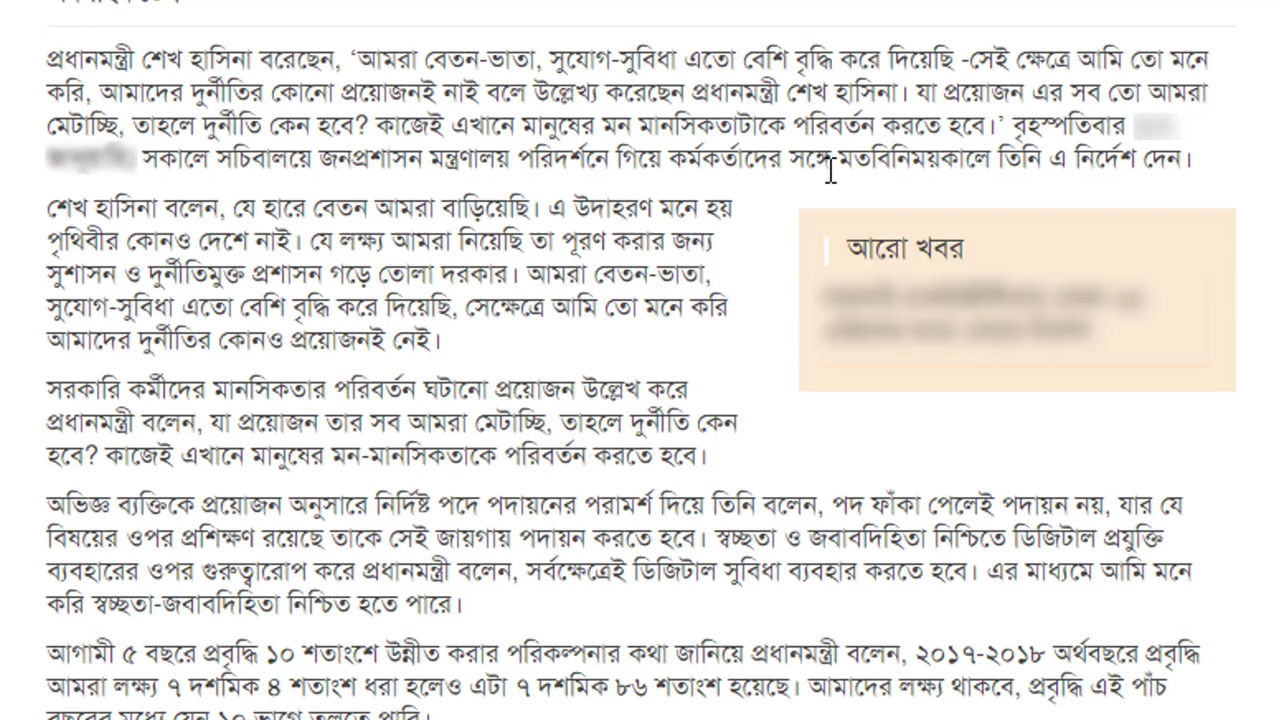 প্রধানমন্ত্রী শেখ হাসিনা বরেছেন, ‘আমরা বেতন-ভাতা, সুযোগ-সুবিধা এতো বেশি বৃদ্ধি করে দিয়েছি -সেই ক্ষেত্রে আমি তো মনে
করি, আমাদের দুর্নীতির কোনো প্রয়োজনই নাই বলে উল্লেখ্য করেছেন প্রধানমন্ত্রী শেখ হাসিনা। যা প্রয়োজন এর সব তো আমরা
মেটাচ্ছি, তাহলে দুর্নীতি কেন হবে? কাজেই এখানে মানুষের মন মানসিকতাটাকে পরিবর্তন করতে হবে।’ বৃহস্পতিবার
সকালে সচিবালয়ে জনপ্রশাসন মন্ত্রণালয় পরিদর্শনে গিয়ে কর্মকর্তাদের সঙ্গে মতবিনিময়কালে তিনি এ নির্দেশ দেন।
শেখ হাসিনা বলেন, যে হারে বেতন আমরা বাড়িয়েছি। এ উদাহরণ মনে হয়
পৃথিবীর কোনও দেশে নাই। যে লক্ষ্য আমরা নিয়েছি তা পূরণ করার জন্য
সুশাসন ও দুর্নীতিমুক্ত প্রশাসন গড়ে তোলা দরকার। আমরা বেতন-ভাতা,
সুযোগ-সুবিধা এতো বেশি বৃদ্ধি করে দিয়েছি, সেক্ষেত্রে আমি তো মনে করি
আমাদের দুর্নীতির কোনও প্রয়োজনই নেই।
আরো খবর
সরকারি কর্মীদের মানসিকতার পরিবর্তন ঘটানো প্রয়োজন উল্লেখ করে
প্রধানমন্ত্রী বলেন, যা প্রয়োজন তার সব আমরা মেটাচ্ছি, তাহলে দুর্নীতি কেন
হবে? কাজেই এখানে মানুষের মন-মানসিকতাকে পরিবর্তন করতে হবে।
অভিজ্ঞ ব্যক্তিকে প্রয়োজন অনুসারে নির্দিষ্ট পদে পদায়নের পরামর্শ দিয়ে তিনি বলেন, পদ ফাঁকা পেলেই পদায়ন নয়, যার যে
বিষয়ের ওপর প্রশিক্ষণ রয়েছে তাকে সেই জায়গায় পদায়ন করতে হবে। স্বচ্ছতা ও জবাবদিহিতা নিশ্চিতে ডিজিটাল প্রযুক্তি
ব্যবহারের ওপর গুরুত্বারোপ করে প্রধানমন্ত্রী বলেন, সর্বক্ষেত্রেই ডিজিটাল সুবিধা ব্যবহার করতে হবে। এর মাধ্যমে আমি মনে
করি স্বচ্ছতা-জবাবদিহিতা নিশ্চিত হতে পারে।
আগামী ৫ বছরে প্রবৃদ্ধি ১০ শতাংশে উন্নীত করার পরিকল্পনার কথা জানিয়ে প্রধানমন্ত্রী বলেন, ২০১৭-২০১৮ অর্থবছরে প্রবৃদ্ধি
আমরা লক্ষ্য ৭ দশমিক ৪ শতাংশ ধরা হলেও এটা ৭ দশমিক ৮৬ শতাংশ হয়েছে। আমাদের লক্ষ্য থাকবে, প্রবৃদ্ধি এই পাঁচ
বছরের মধ্যে যেন ১০ ভাগে তুলতে পারি।